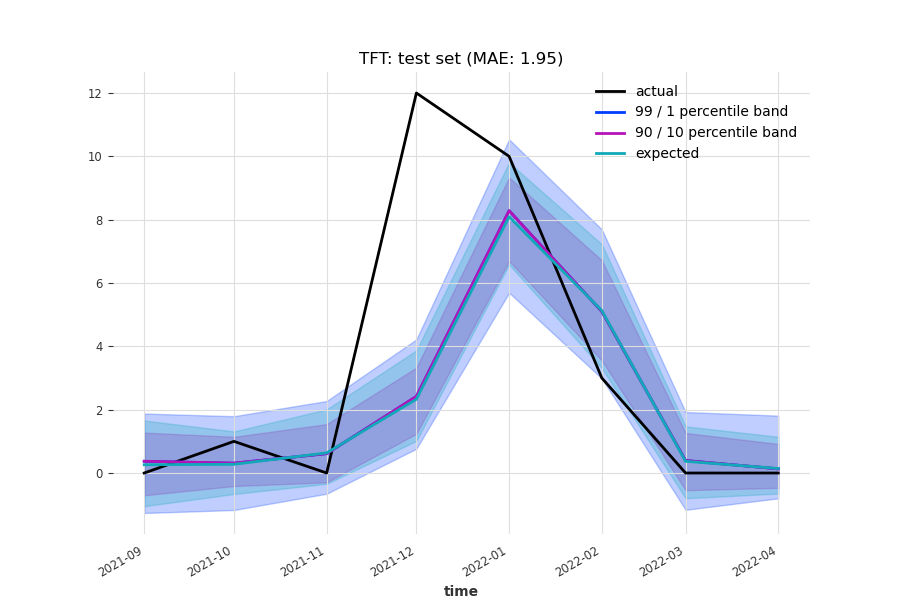 TFT: test set (MAE: 1.95)
actual
99 / 1 percentile band
90 / 10 percentile band
expected
12
10
8
6
4
2
0
2021-09
2021-10
2021-11
2021-12
2022-01
2022-02
2022-03
2022-04
time